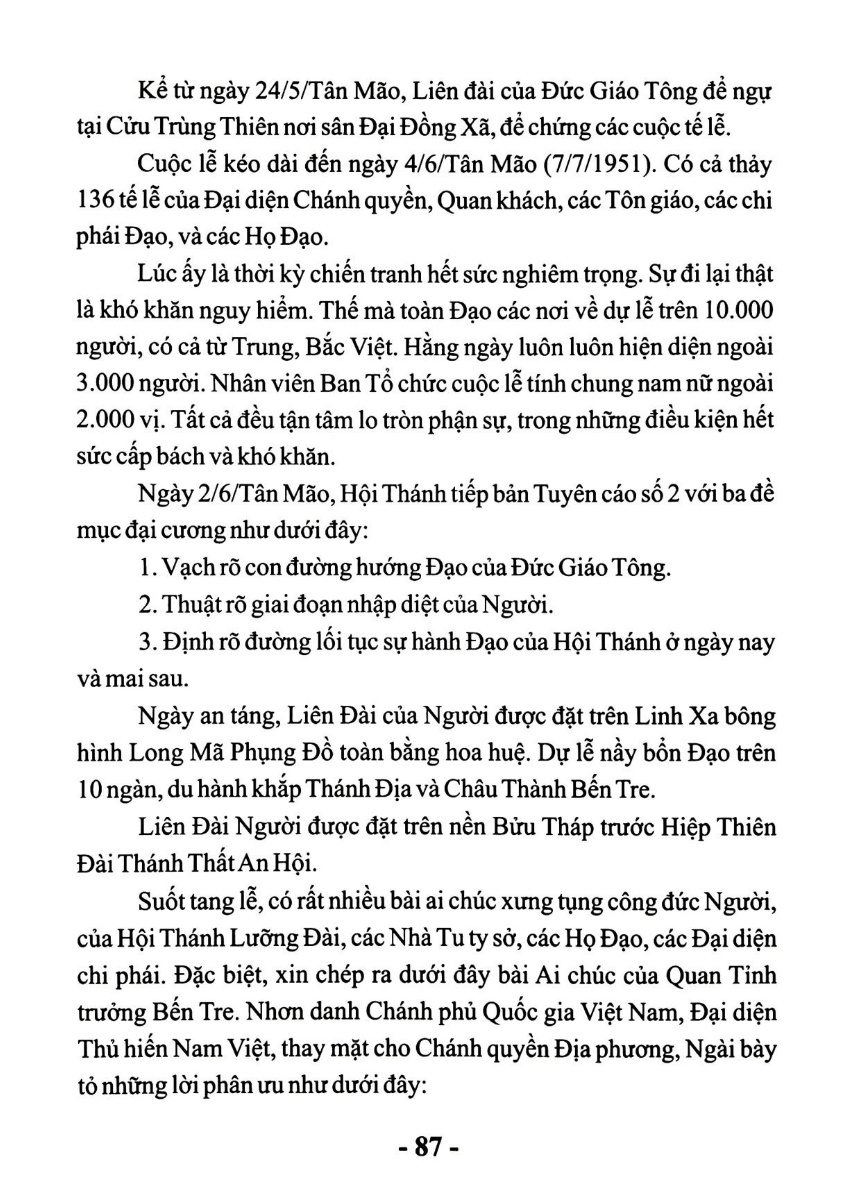 Kể từ ngày 24/5/Tân Mão, Liên đài của Đức Giáo Tông để ngự
tại Cửu Trùng Thiên nơi sân Đại Đồng Xã, để chứng các cuộc tế lễ.
Cuộc lễ kéo dài đến ngày 4/6/Tân Mão (7/7/1951). Có cả thảy
136 tế lễ của Đại diện Chánh quyền, Quan khách, các Tôn giáo, các chi
phái Đạo, và các Họ Đạo.
Lúc ấy là thời kỳ chiến tranh hết sức nghiêm trọng. Sự đi lại thật
là khó khăn nguy hiểm. Thế mà toàn Đạo các nơi về dự lễ trên 10.000
người, có cả từ Trung, Bắc Việt. Hằng ngày luôn luôn hiện diện ngoài
3.000 người. Nhân viên Ban Tổ chức cuộc lễ tính chung nam nữ ngoài
2.000 vị. Tất cả đều tận tâm lo tròn phận sự, trong những điều kiện hết
sức cấp bách và khó khăn.
Ngày 2/6/Tân Mão, Hội Thánh tiếp bản Tuyên cáo số 2 với ba đề
mục đại cương như dưới đây:
1. Vạch rõ con đường hướng Đạo của Đức Giáo Tông.
2. Thuật rõ giai đoạn nhập diệt của Người.
3. Định rõ đường lối tục sự hành Đạo của Hội Thánh ở ngày nay
và mai sau.
Ngày an táng, Liên Đài của Người được đặt trên Linh Xa bông
hình Long Mã Phụng Đồ toàn bằng hoa huệ. Dự lễ nầy bổn Đạo trên
10 ngàn, du hành khắp Thánh Địa và Châu Thành Bến Tre.
Liên Đài Người được đặt trên nền Bửu Tháp trước Hiệp Thiên
Đài Thánh Thất An Hội.
Suốt tang lễ, có rất nhiều bài ai chúc xưng tụng công đức Người,
của Hội Thánh Lưỡng Đài, các Nhà Tu ty sở, các Họ Đạo, các Đại diện
chi phái. Đặc biệt, xin chép ra dưới đây bài Ai chúc của Quan Tỉnh
trưởng Bến Tre. Nhơn danh Chánh phủ Quốc gia Việt Nam, Đại diện
Thủ hiến Nam Việt, thay mặt cho Chánh quyền Địa phương, Ngài bày
tỏ những lời phân ưu như dưới đây:
- 87 -